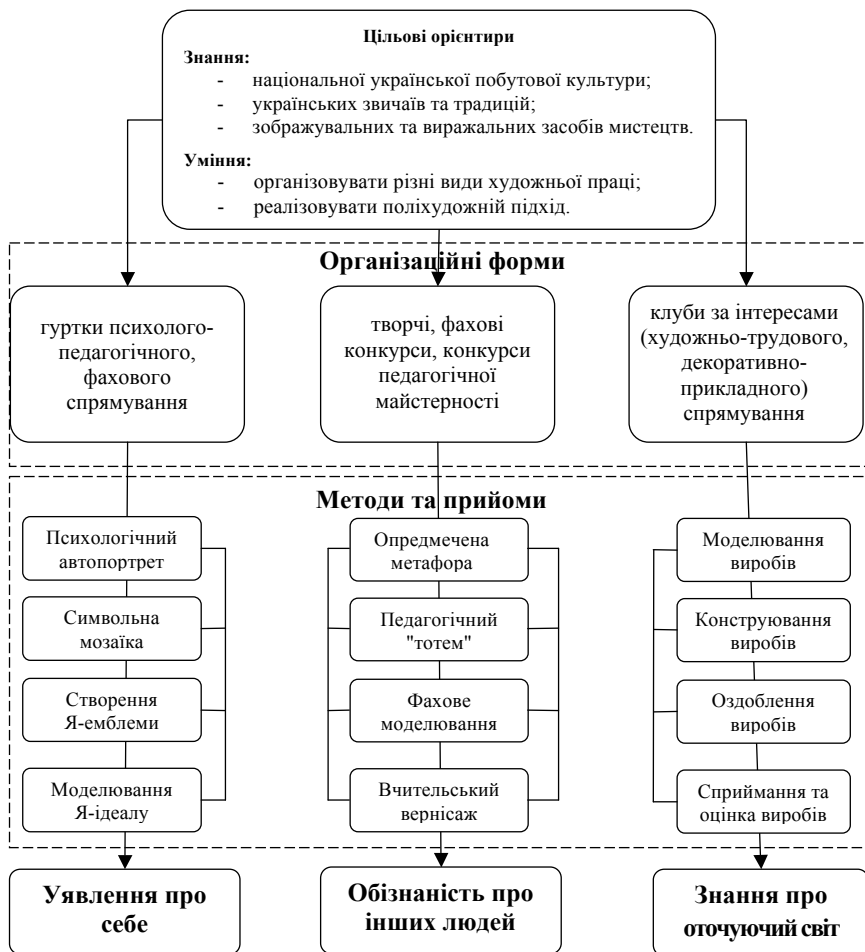 Цільові орієнтири
Знання:
- національної української побутової культури;
- українських звичаїв та традицій;
- зображувальних та виражальних засобів мистецтв.
Уміння:
- організовувати різні види художньої праці;
- реалізовувати поліхудожній підхід.
Організаційні форми
гуртки психолого-
педагогічного,
фахового
спрямування
творчі, фахові
конкурси, конкурси
педагогічної
майстерності
клуби за інтересами
(художньо-трудового,
декоративно-
прикладного)
спрямування
Методи та прийоми
Психологічний
автопортрет
Символьна
мозаїка
Створення
Я-емблеми
Моделювання
Я-ідеалу
Опредмечена
метафора
Педагогічний
"тотем"
Фахове
моделювання
Вчительський
вернісаж
Моделювання
виробів
Конструювання
виробів
Оздоблення
виробів
Сприймання та
оцінка виробів
Уявлення про
себе
Обізнаність про
інших людей
Знання про
оточуючий світ